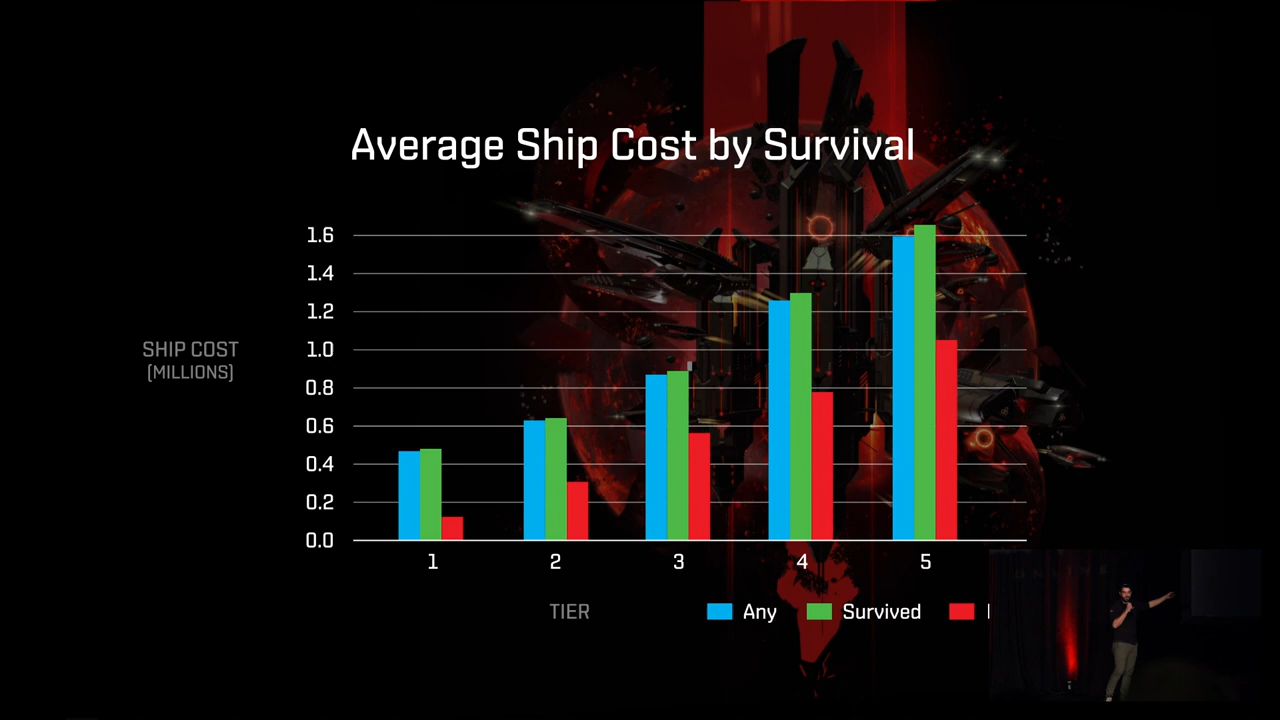 Average Ship Cost by Survival
1.6
1.4
1.2
1.0
0.8
0.6
0.4
0.2
0.0
SHIP COST
(MILLIONS)
1 2 3 4 5
TIER
Any Survived